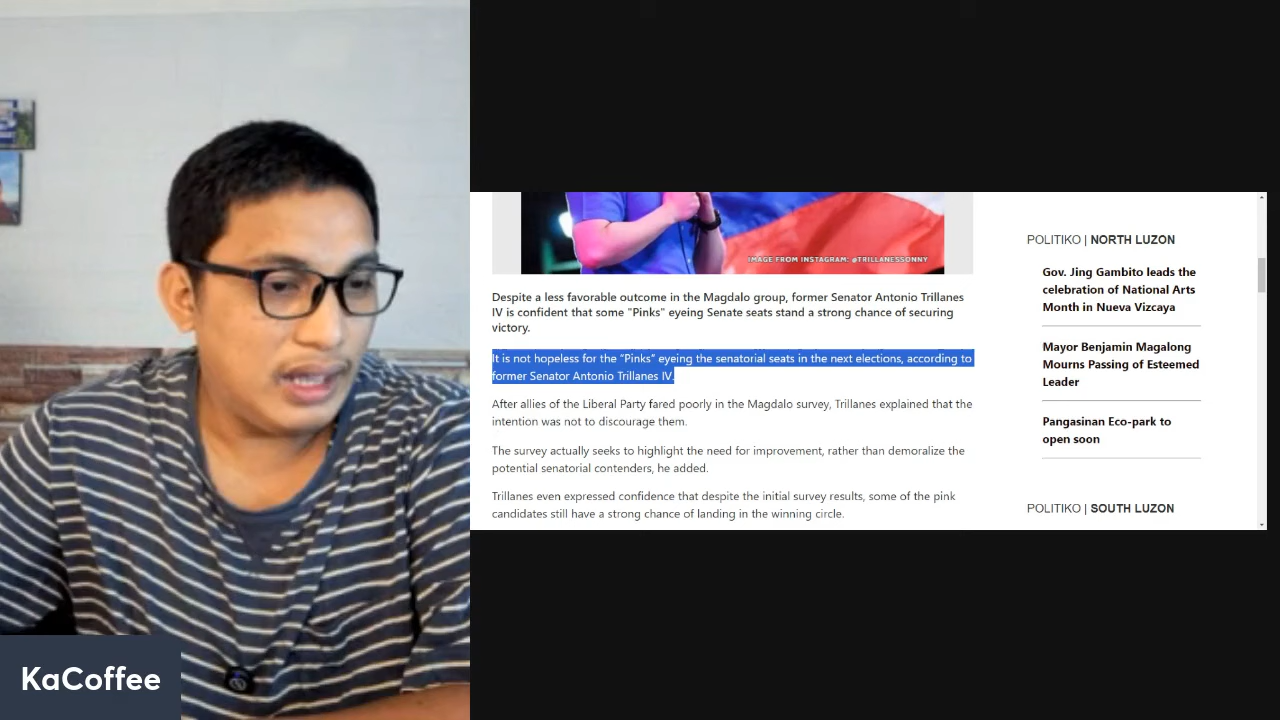 IMAGE FROM INSTAGRAM: @TRILLANESSONNY
Despite a less favorable outcome in the Magdalo group, former Senator Antonio Trillanes
IV is confident that some "Pinks" eyeing Senate seats stand a strong chance of securing
victory.
It is not hopeless for the “Pinks” eyeing the senatorial seats in the next elections, according to
former Senator Antonio Trillanes IV.
After allies of the Liberal Party fared poorly in the Magdalo survey, Trillanes explained that the
intention was not to discourage them.
The survey actually seeks to highlight the need for improvement, rather than demoralize the
potential senatorial contenders, he added.
Trillanes even expressed confidence that despite the initial survey results, some of the pink
candidates still have a strong chance of landing in the winning circle.
POLITIKO | NORTH LUZON
Gov. Jing Gambito leads the
celebration of National Arts
Month in Nueva Vizcaya
Mayor Benjamin Magalong
Mourns Passing of Esteemed
Leader
Pangasinan Eco-park to
open soon
POLITIKO | SOUTH LUZON
KaCoffee